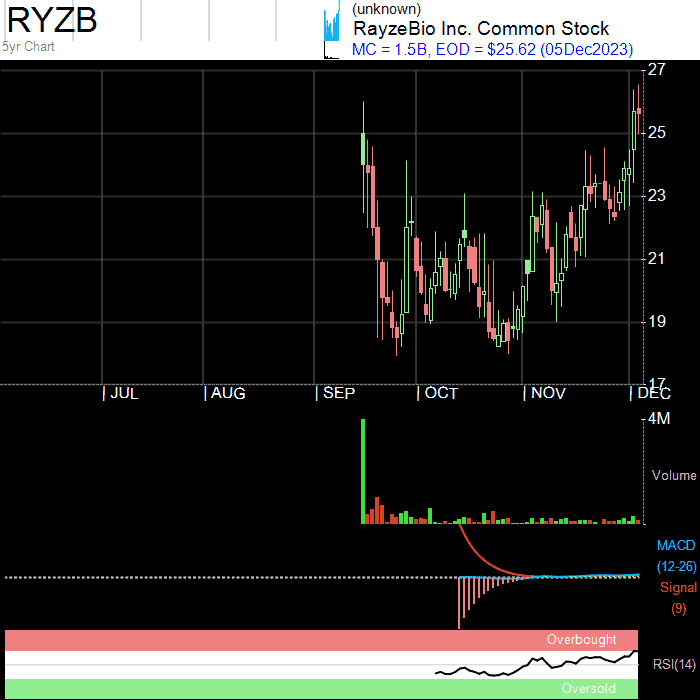 RYZB
5yr Chart
(unknown)
RayzeBio Inc. Common Stock
MC = 1.5B, EOD = $25.62 (05Dec2023)
27
25
23
21
19
17
| JUL | AUG | SEP | OCT | NOV | DEC
4M
Volume
MACD
(12-26)
Signal
(9)
Overbought
RSI(14)
Oversold